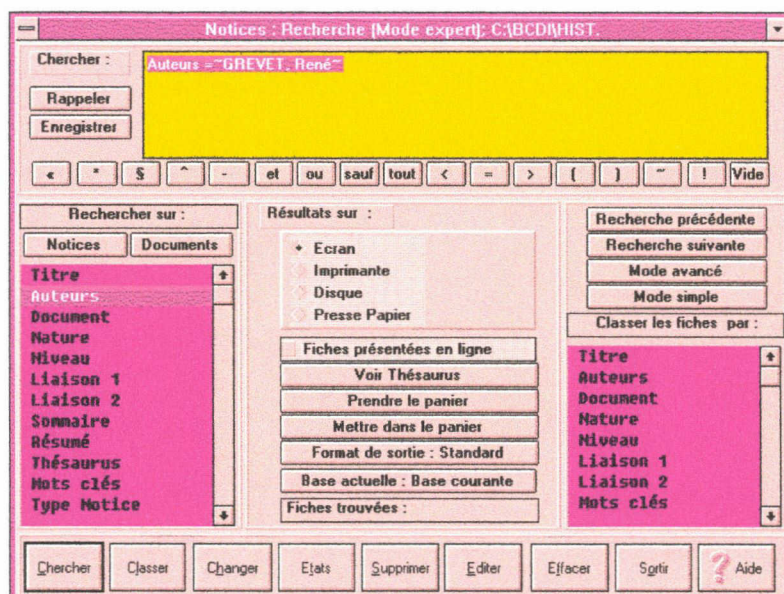 Notices : Recherche (Mode expert); C:\BCDI\HIST.
Chercher :
Auteurs =~GREVET, René~
Rappeler
Enregistrer
« * § ^ - et ou sauf tout < = > ( ) ~ ! Vide
Rechercher sur :
Notices Documents
Titre
Auteurs
Document
Nature
Niveau
Liaison 1
Liaison 2
Sommaire
Résumé
Thésaurus
Mots clés
Type Notice
Résultats sur :
Ecran
Imprimante
Disque
Presse Papier
Fiches présentées en ligne
Voir Thésaurus
Prendre le panier
Mettre dans le panier
Format de sortie : Standard
Base actuelle : Base courante
Fiches trouvées :
Recherche précédente
Recherche suivante
Mode avancé
Mode simple
Classer les fiches par :
Titre
Auteurs
Document
Nature
Niveau
Liaison 1
Liaison 2
Mots clés
Chercher Classer Changer Etats Supprimer Editer Effacer Sortir ? Aide